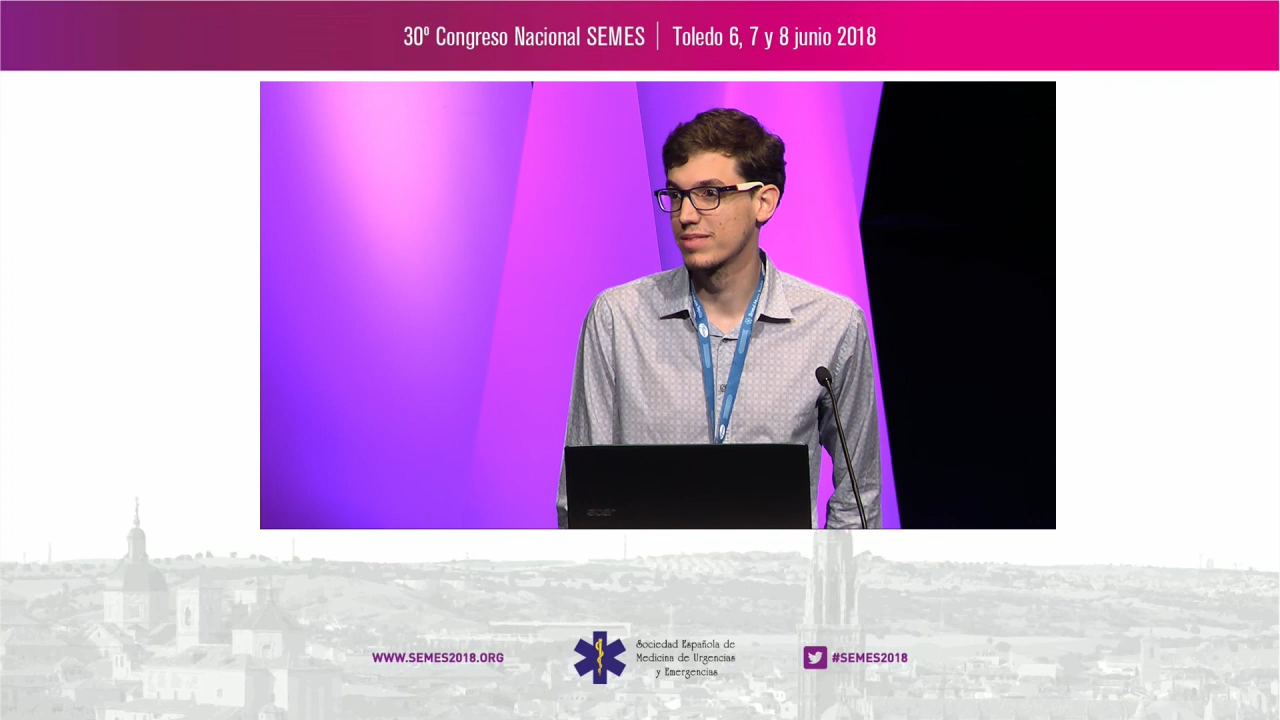 30º Congreso Nacional SEMES | Toledo 6, 7 y 8 junio 2018
acer
WWW.SEMES2018.ORG
Sociedad Española de
Medicina de Urgencias
y Emergencias
#SEMES2018